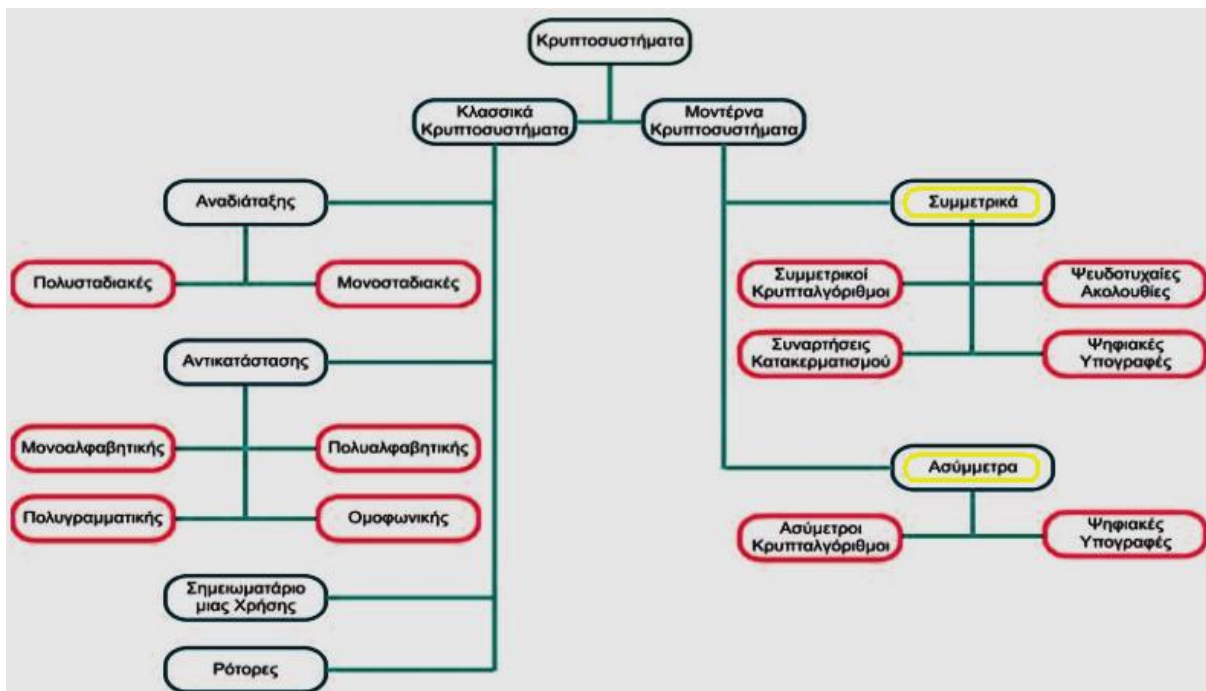 Κρυπτοσυστήματα
Κλασσικά
Κρυπτοσυστήματα
Μοντέρνα
Κρυπτοσυστήματα
Αναδιάταξης
Πολυσταδιακές
Μονοσταδιακές
Αντικατάστασης
Μονοαλφαβητικής
Πολυαλφαβητικής
Πολυγραμματικής
Ομοφωνικής
Σημειωματάριο
μιας Χρήσης
Ρότορες
Συμμετρικά
Συμμετρικοί
Κρυπταλγόριθμοι
Ψευδοτυχαίες
Ακολουθίες
Συναρτήσεις
Κατακερματισμού
Ψηφιακές
Υπογραφές
Ασύμμετρα
Ασύμετροι
Κρυπταλγόριθμοι
Ψηφιακές
Υπογραφές